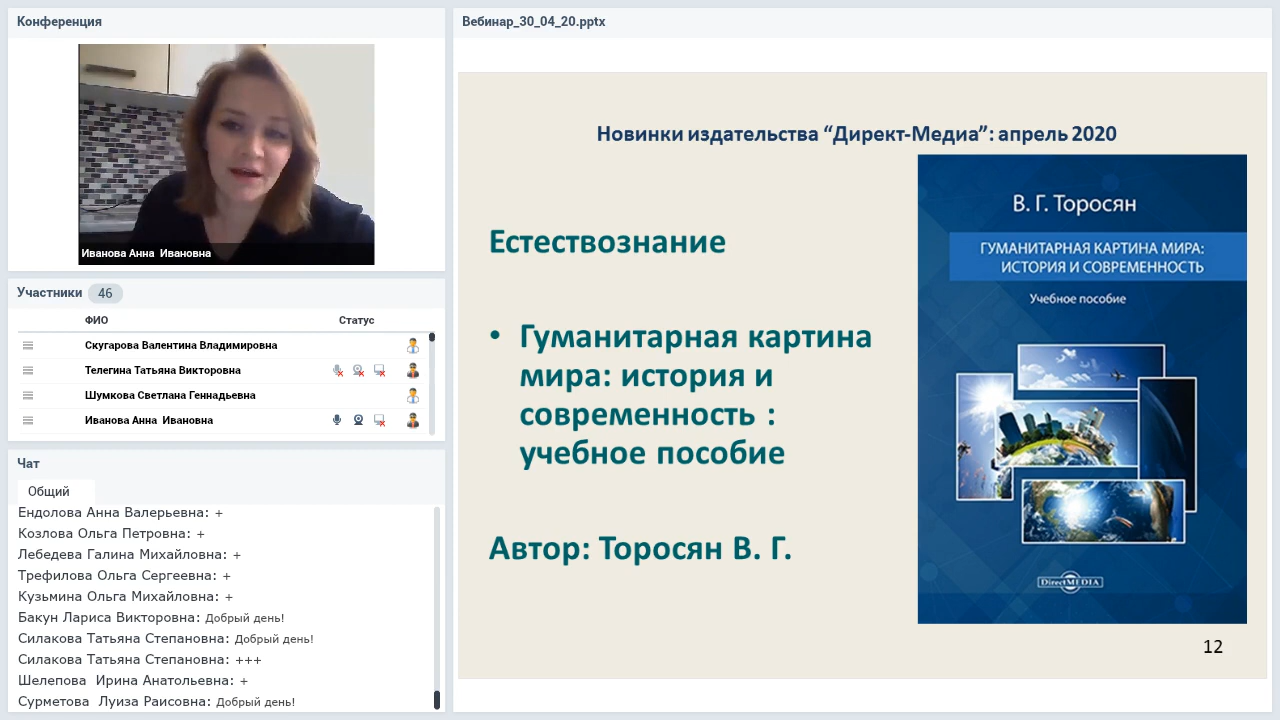 Конференция
Иванова Анна  Ивановна
Участники 46
ФИО Статус
Скугарова Валентина Владимировна
Телегина Татьяна Викторовна
Шумкова Светлана Геннадьевна
Иванова Анна  Ивановна
Чат
Общий
Ендолова Анна Валерьевна: +
Козлова Ольга Петровна: +
Лебедева Галина Михайловна: +
Трефилова Ольга Сергеевна: +
Кузьмина Ольга Михайловна: +
Бакун Лариса Викторовна: Добрый день!
Силакова Татьяна Степановна: Добрый день!
Силакова Татьяна Степановна: +++
Шелепова  Ирина Анатольевна: +
Сурметова  Луиза Раисовна: Добрый день!
Вебинар_30_04_20.pptx
Новинки издательства “Директ-Медиа”: апрель 2020
Естествознание
• Гуманитарная картина
мира: история и
современность :
учебное пособие
Автор: Торосян В. Г.
В. Г. Торосян
ГУМАНИТАРНАЯ КАРТИНА МИРА:
ИСТОРИЯ И СОВРЕМЕННОСТЬ
Учебное пособие
DirectMEDIA
12